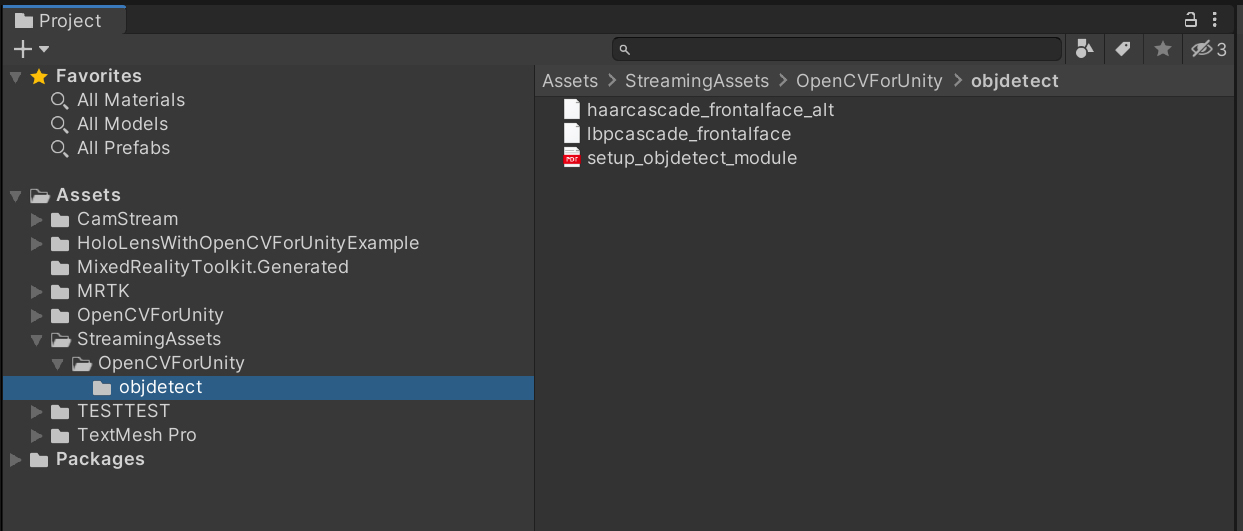 Project
3
Favorites
All Materials
All Models
All Prefabs
Assets
CamStream
HoloLensWithOpenCVForUnityExample
MixedRealityToolkit.Generated
MRTK
OpenCVForUnity
StreamingAssets
OpenCVForUnity
objdetect
TESTTEST
TextMesh Pro
Packages
Assets > StreamingAssets > OpenCVForUnity > objdetect
haarcascade_frontalface_alt
lbpcascade_frontalface
PDF setup_objdetect_module